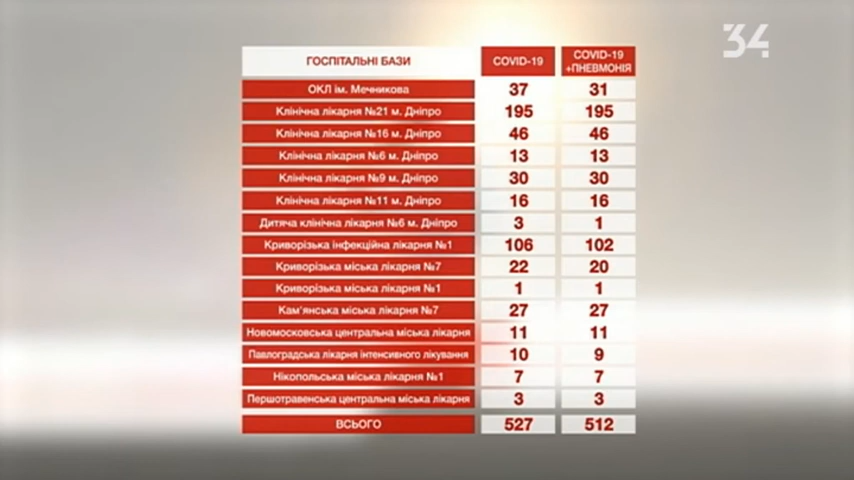 34
ГОСПІТАЛЬНІ БАЗИ COVID-19 COVID-19 +ПНЕВМОНІЯ
ОКЛ ім. Мечникова 37 31
Клінічна лікарня №21 м. Дніпро 195 195
Клінічна лікарня №16 м. Дніпро 46 46
Клінічна лікарня №6 м. Дніпро 13 13
Клінічна лікарня №9 м. Дніпро 30 30
Клінічна лікарня №11 м. Дніпро 16 16
Дитяча клінічна лікарня №6 м. Дніпро 3 1
Криворізька інфекційна лікарня №1 106 102
Криворізька міська лікарня №7 22 20
Криворізька міська лікарня №1 1 1
Кам'янська міська лікарня №7 27 27
Новомосковська центральна міська лікарня 11 11
Павлоградська лікарня інтенсивного лікування 10 9
Нікопольська міська лікарня №1 7 7
Першотравенська центральна міська лікарня 3 3
ВСЬОГО 527 512